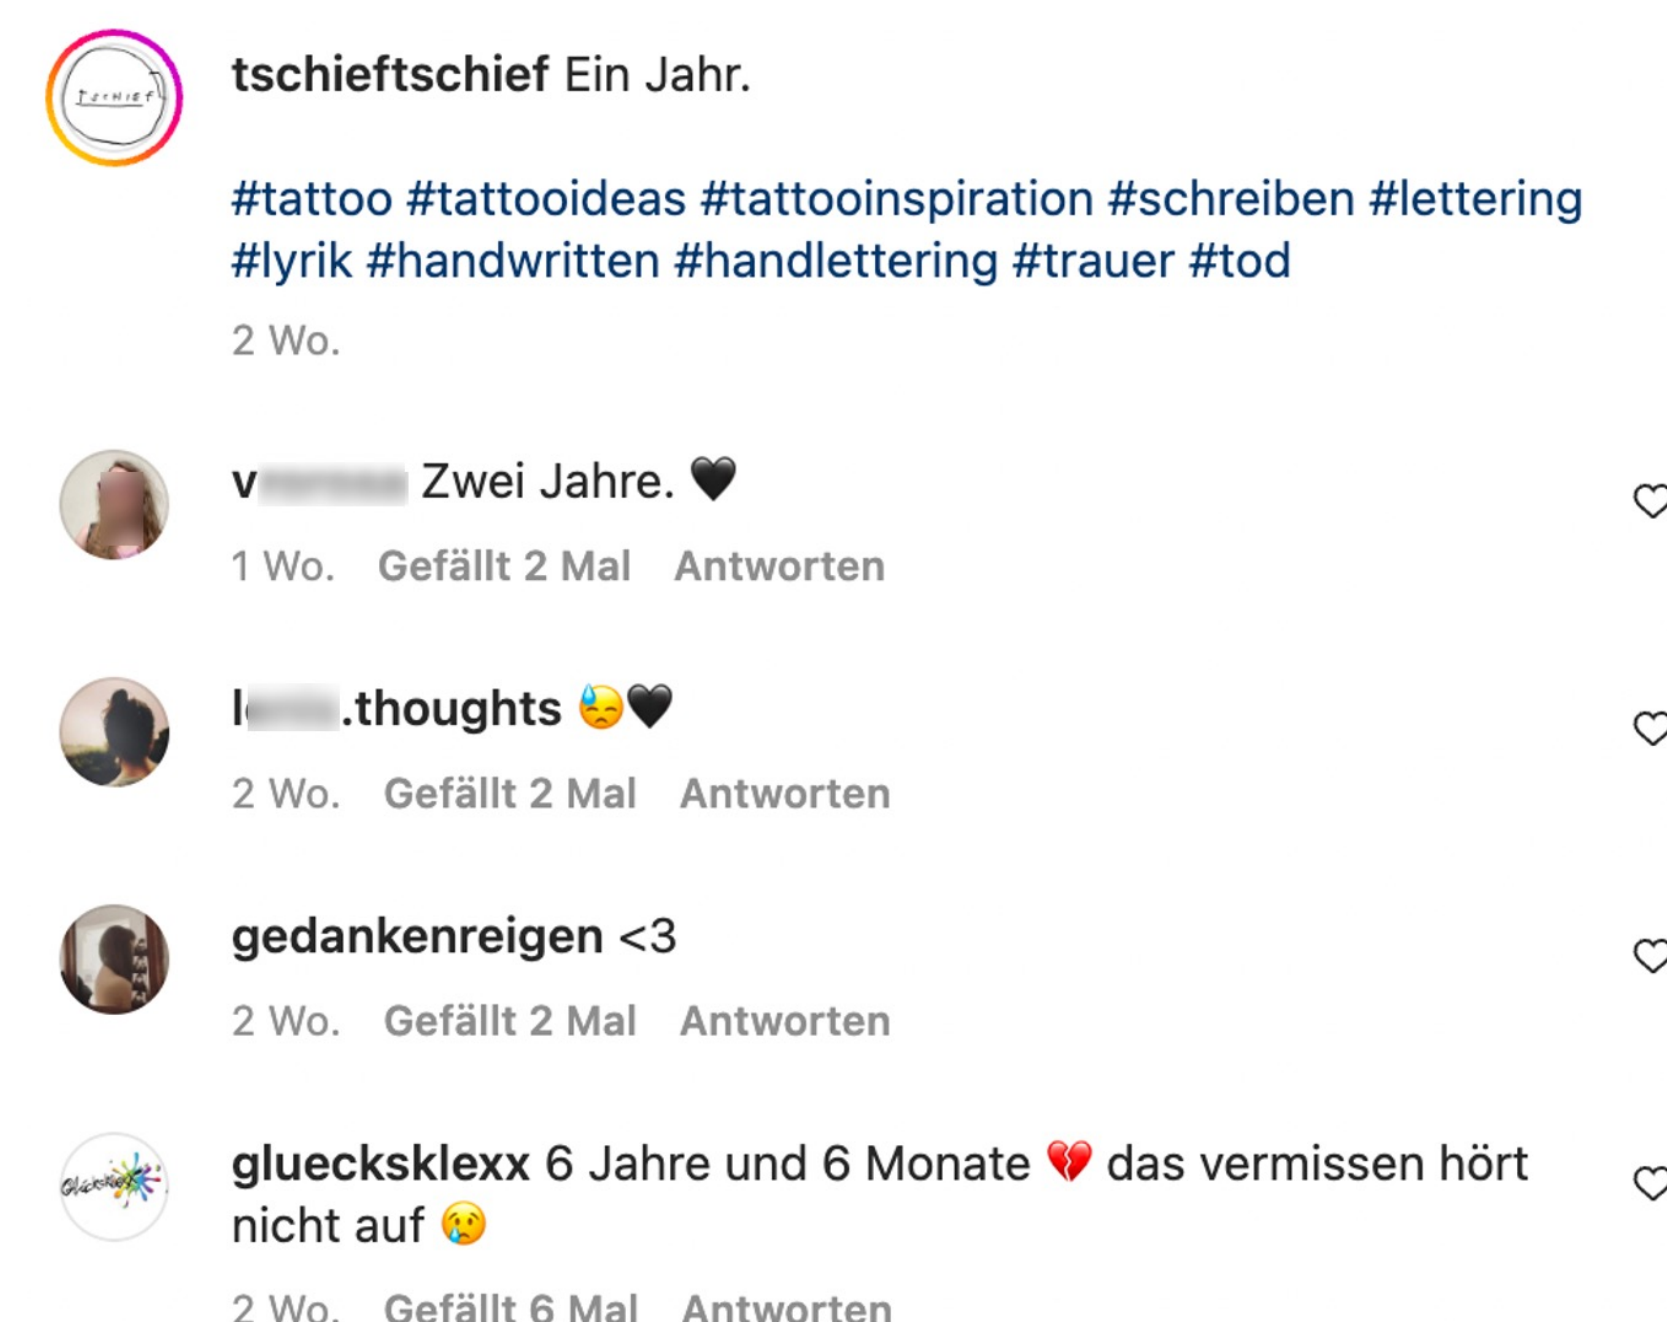 TSCHIEF
tschieftschief Ein Jahr.
#tattoo #tattooideas #tattooinspiration #schreiben #lettering
#lyrik #handwritten #handlettering #trauer #tod
2 Wo.
Zwei Jahre. 🖤
1 Wo. Gefällt 2 Mal Antworten
.thoughts 😓🖤
2 Wo. Gefällt 2 Mal Antworten
gedankenreigen <3
2 Wo. Gefällt 2 Mal Antworten
gluecksklexx 6 Jahre und 6 Monate 💔 das vermissen hört
nicht auf 😢
2 Wo. Gefällt 6 Mal Antworten